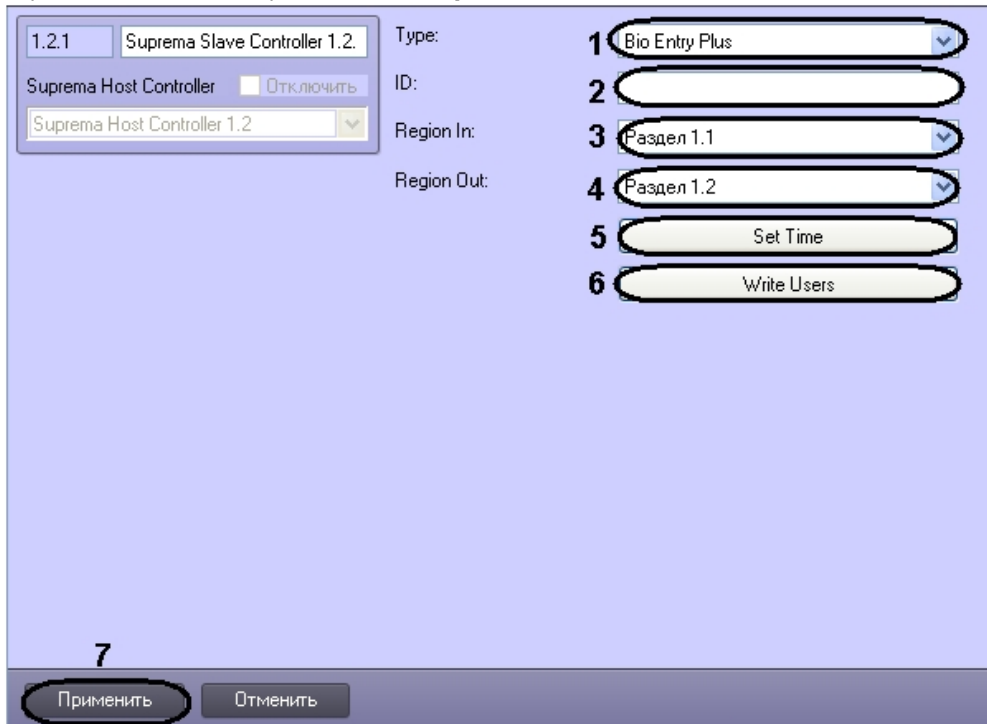 1.2.1 Suprema Slave Controller 1.2.
Suprema Host Controller Отключить
Suprema Host Controller 1.2
Type: 1 Bio Entry Plus
ID: 2
Region In: 3 Раздел 1.1
Region Out: 4 Раздел 1.2
5 Set Time
6 Write Users
7
Применить Отменить